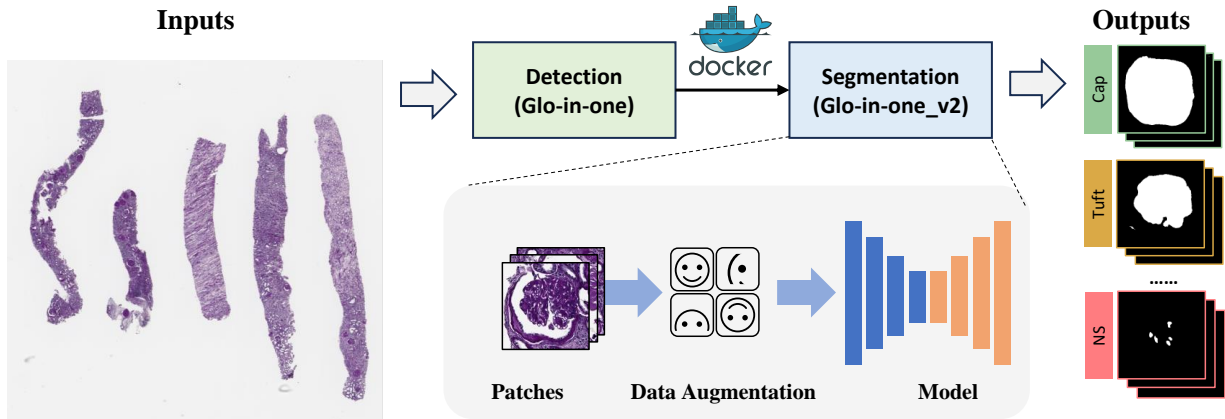 Inputs
Detection
(Glo-in-one)
docker
Segmentation
(Glo-in-one_v2)
Outputs
Cap
Tuft
......
NS
Patches
Data Augmentation
Model